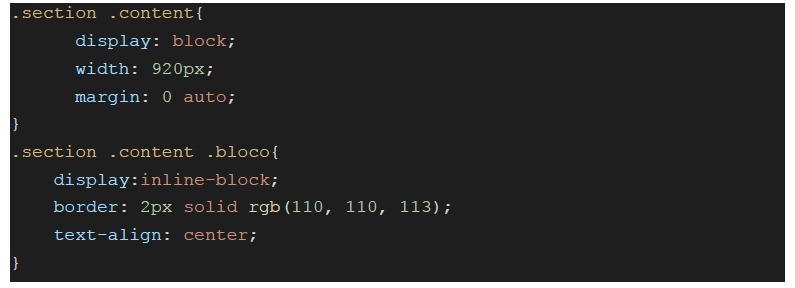 .section .content{
display: block;
width: 920px;
margin: 0 auto;
}
.section .content .bloco{
display:inline-block;
border: 2px solid rgb(110, 110, 113);
text-align: center;
}